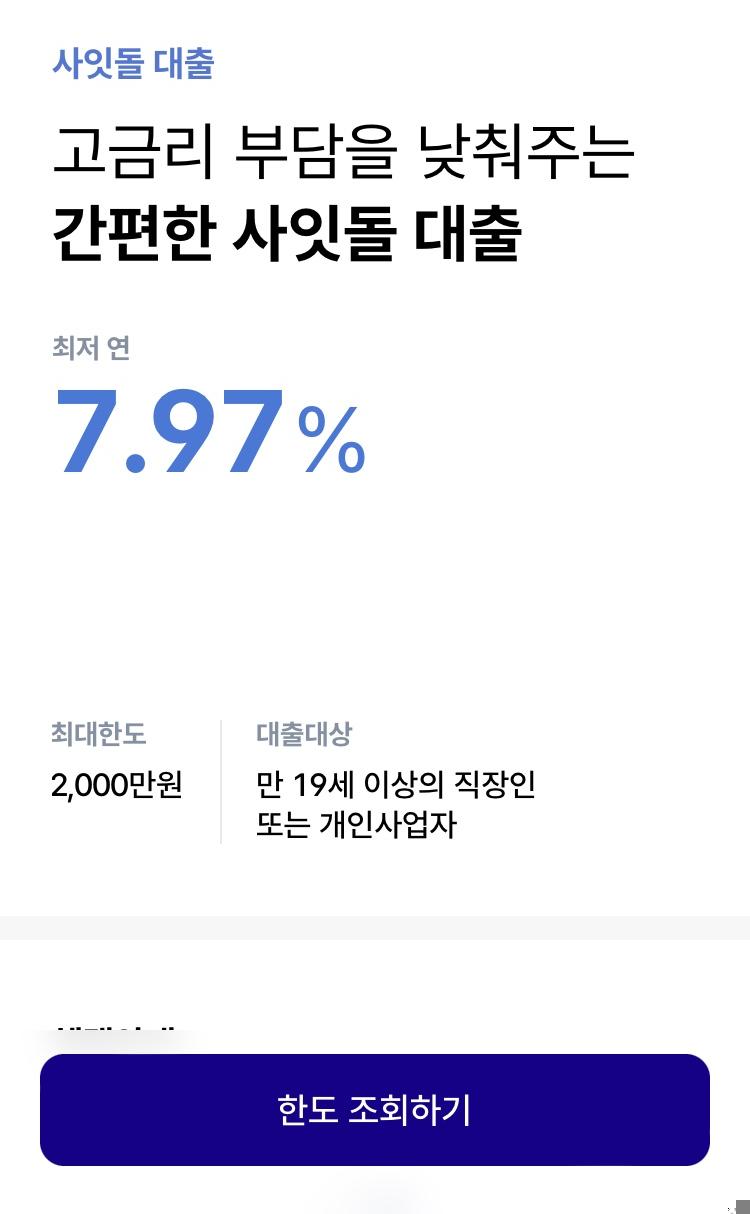 사잇돌 대출
고금리 부담을 낮춰주는
간편한 사잇돌 대출
최저 연
7.97%
최대한도
대출대상
2,000만원
만 19세 이상의 직장인
또는 개인사업자
한도 조회하기